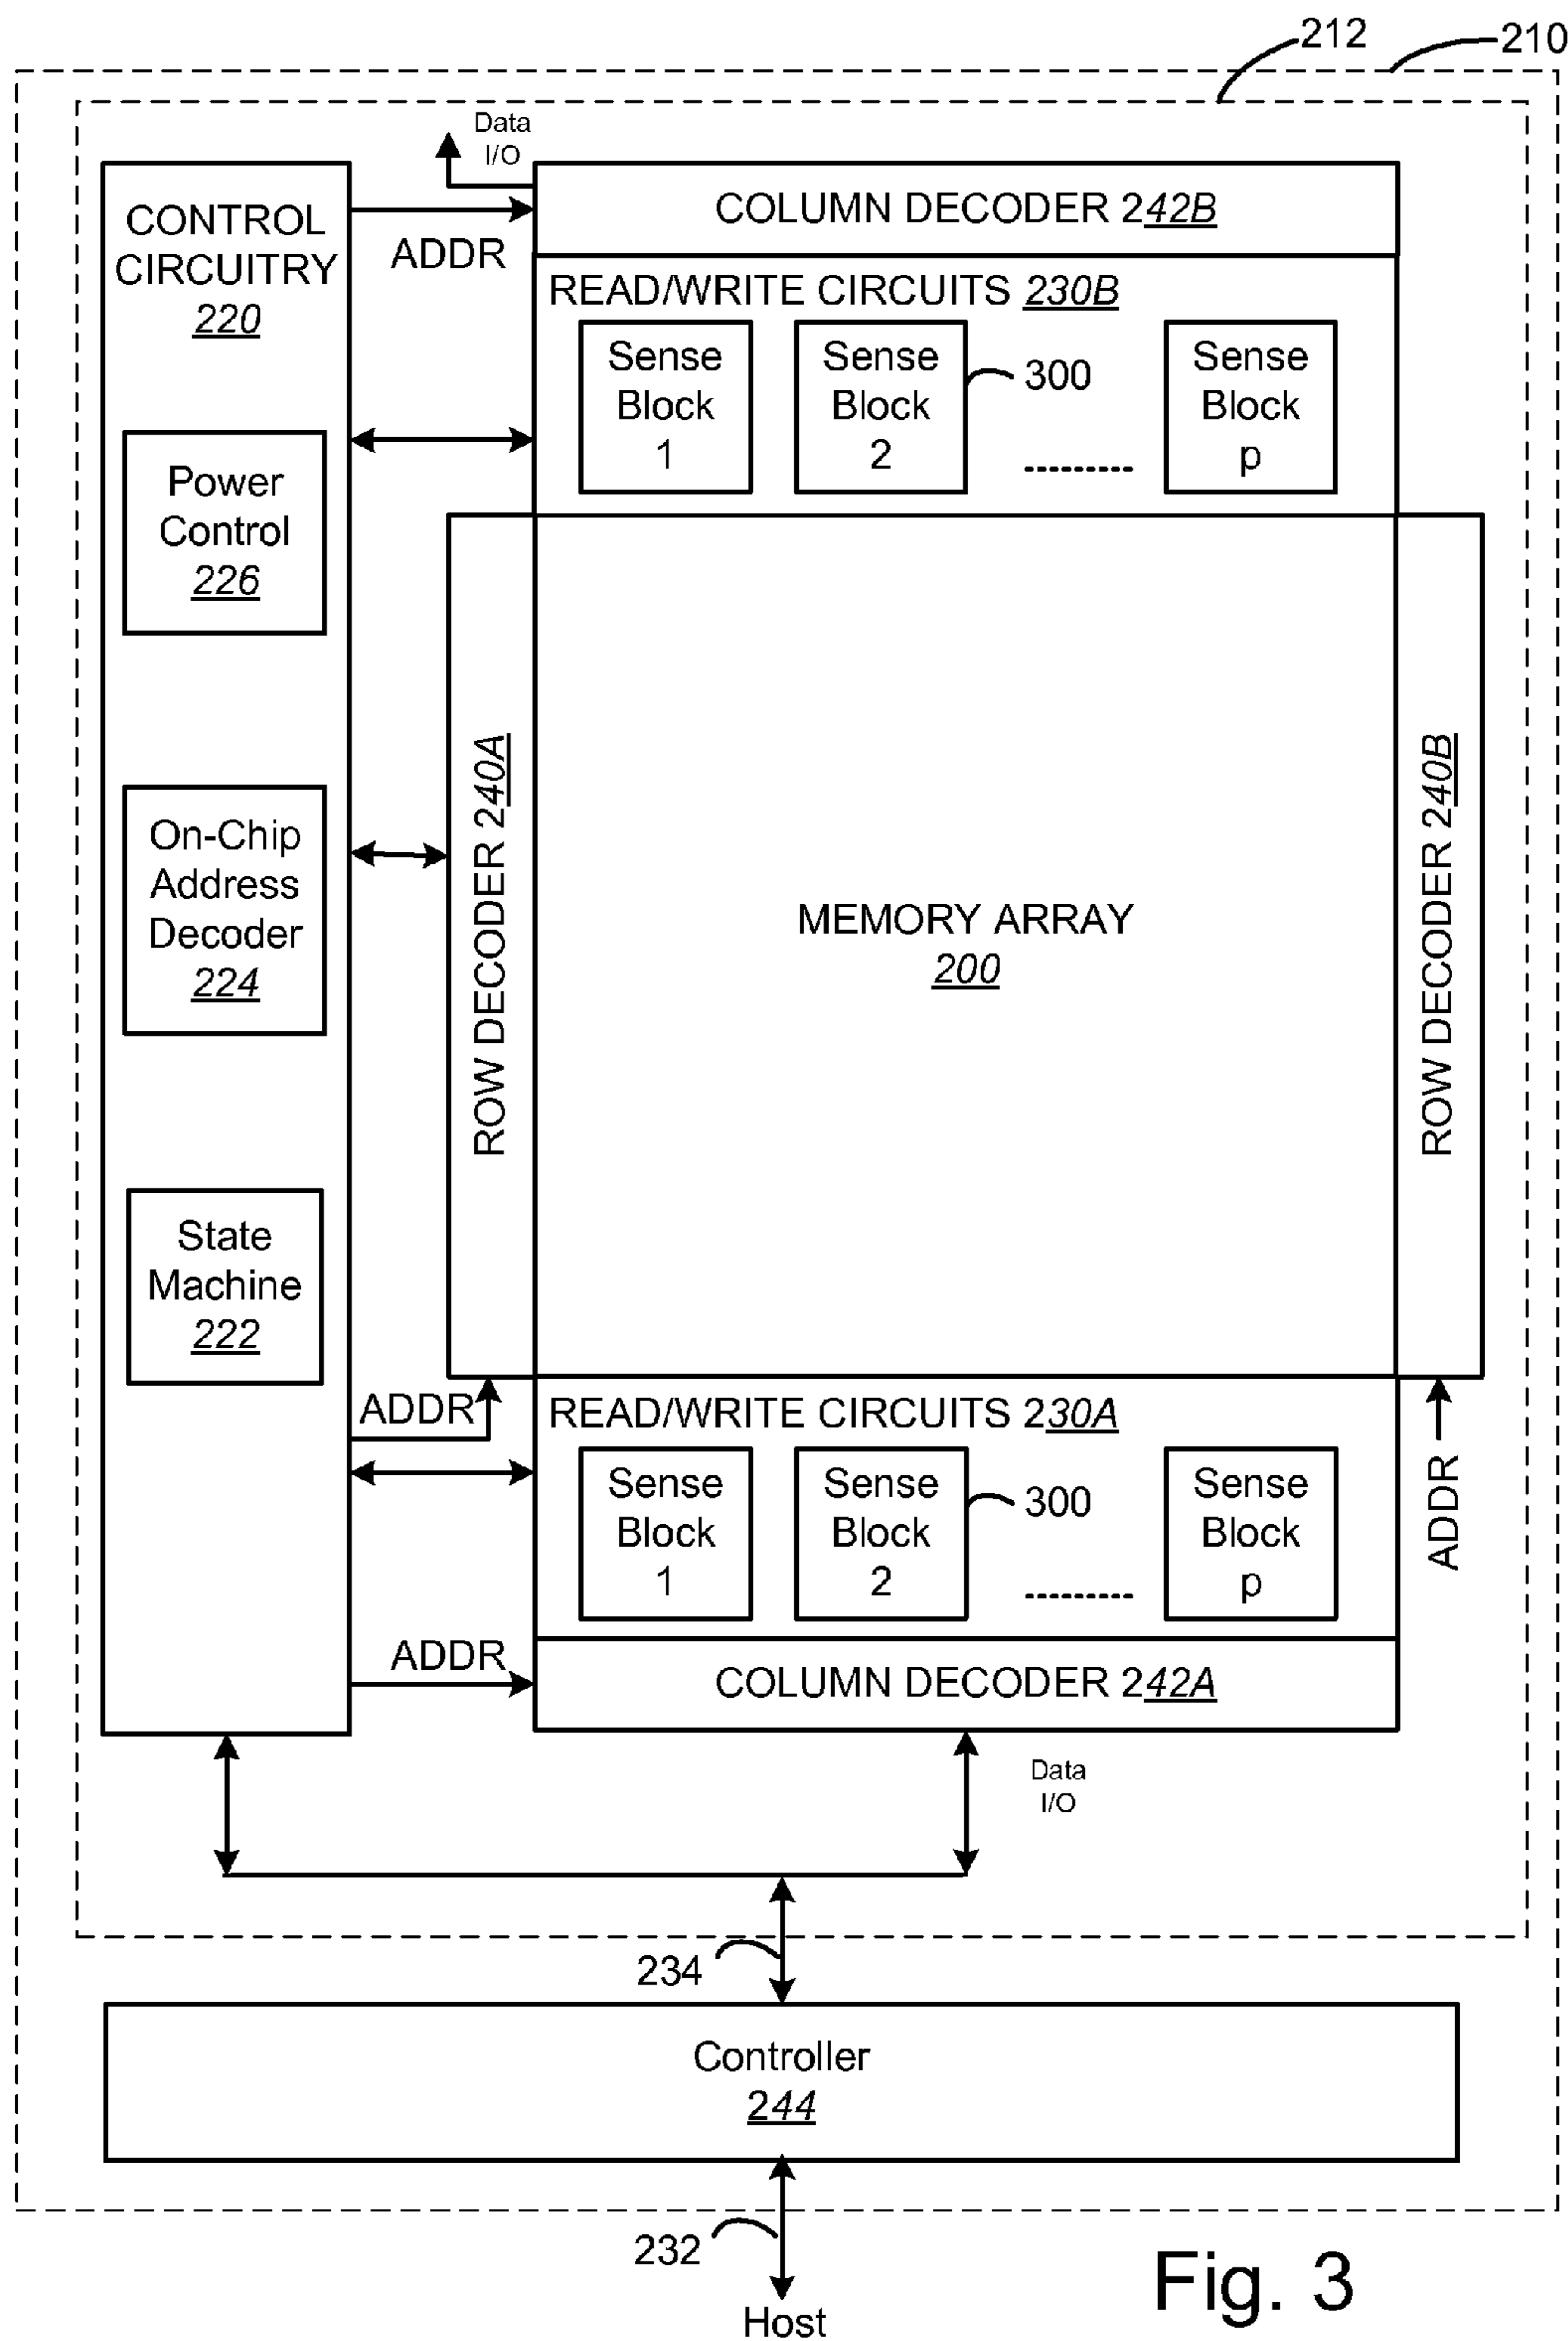 212
210
Data
I/O
CONTROL
CIRCUITRY
220
ADDR
COLUMN DECODER 242B
READ/WRITE CIRCUITS 230B
Sense
Block
1
Sense
Block
2
300
.........
Sense
Block
p
Power
Control
226
On-Chip
Address
Decoder
224
State
Machine
222
ROW DECODER 240A
MEMORY ARRAY
200
ROW DECODER 240B
ADDR
READ/WRITE CIRCUITS 230A
Sense
Block
1
Sense
Block
2
300
.........
Sense
Block
p
ADDR
ADDR
COLUMN DECODER 242A
Data
I/O
234
Controller
244
232
Host
Fig. 3